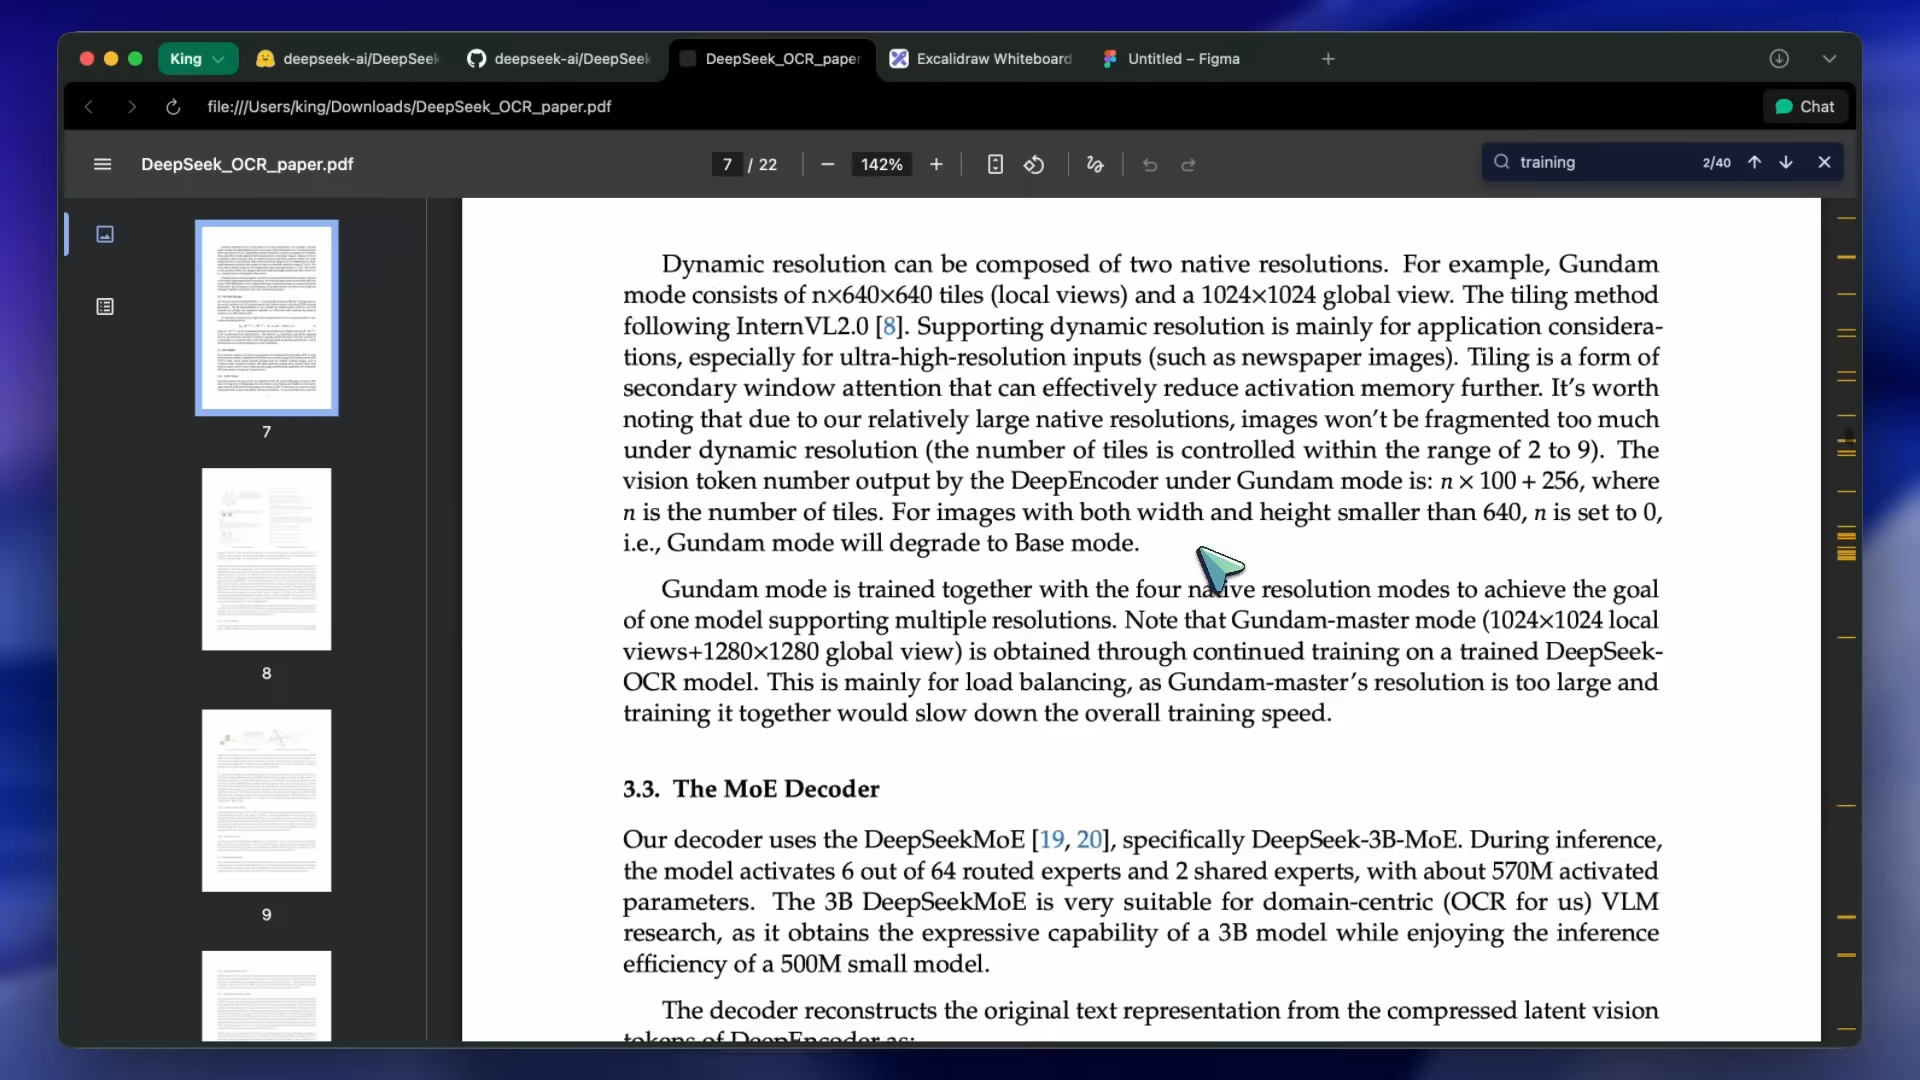 King
deepseek-ai/DeepSeek
deepseek-ai/DeepSeek
DeepSeek_OCR_paper
Excalidraw Whiteboard
Untitled – Figma
file:///Users/king/Downloads/DeepSeek_OCR_paper.pdf
Chat
DeepSeek_OCR_paper.pdf
7 / 22
142%
training
2/40
7
8
9
Dynamic resolution can be composed of two native resolutions. For example, Gundam
mode consists of n×640×640 tiles (local views) and a 1024×1024 global view. The tiling method
following InternVL2.0 [8]. Supporting dynamic resolution is mainly for application considera-
tions, especially for ultra-high-resolution inputs (such as newspaper images). Tiling is a form of
secondary window attention that can effectively reduce activation memory further. It's worth
noting that due to our relatively large native resolutions, images won't be fragmented too much
under dynamic resolution (the number of tiles is controlled within the range of 2 to 9). The
vision token number output by the DeepEncoder under Gundam mode is: n × 100 + 256, where
n is the number of tiles. For images with both width and height smaller than 640, n is set to 0,
i.e., Gundam mode will degrade to Base mode.
Gundam mode is trained together with the four native resolution modes to achieve the goal
of one model supporting multiple resolutions. Note that Gundam-master mode (1024×1024 local
views+1280×1280 global view) is obtained through continued training on a trained DeepSeek-
OCR model. This is mainly for load balancing, as Gundam-master's resolution is too large and
training it together would slow down the overall training speed.
3.3. The MoE Decoder
Our decoder uses the DeepSeekMoE [19, 20], specifically DeepSeek-3B-MoE. During inference,
the model activates 6 out of 64 routed experts and 2 shared experts, with about 570M activated
parameters. The 3B DeepSeekMoE is very suitable for domain-centric (OCR for us) VLM
research, as it obtains the expressive capability of a 3B model while enjoying the inference
efficiency of a 500M small model.
The decoder reconstructs the original text representation from the compressed latent vision
tokens of DeepEncoder as: